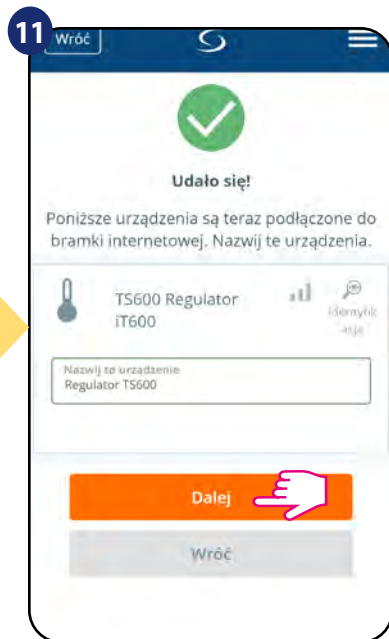 11
Wróć
Udało się!
Poniższe urządzenia są teraz podłączone do
bramki internetowej. Nazwij te urządzenia.
TS600 Regulator
iT600
Identyfik
acja
Nazwij te urządzenie
Regulator TS600
Dalej
Wróć